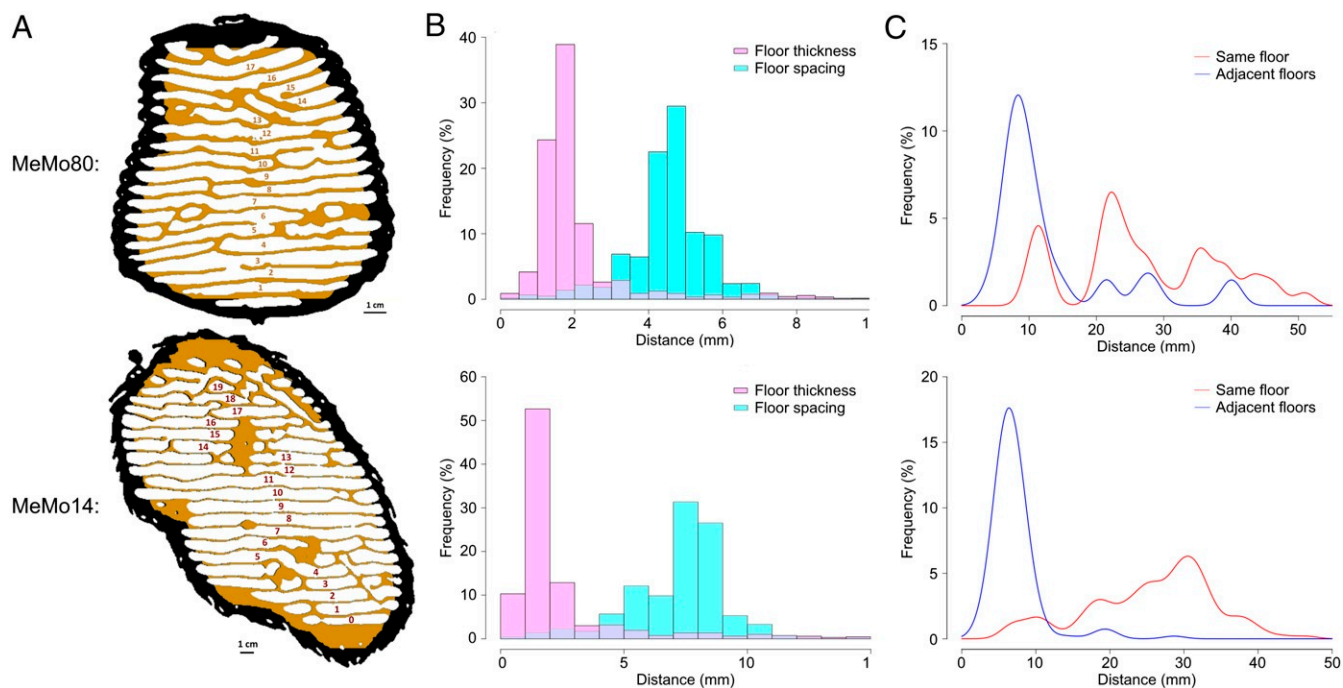 A
MeMo80:
17
16
15
14
13
12
11
10
9
8
7
6
5
4
3
2
1
1 cm
MeMo14:
19
18
17
16
15
14
13
12
11
10
9
8
7
6
5
4
3
2
1
0
1 cm
B
Floor thickness
Floor spacing
Frequency (%)
40
30
20
10
0
0 2 4 6 8 1
Distance (mm)
Floor thickness
Floor spacing
Frequency (%)
60
50
40
30
20
10
0
0 5 10 1
Distance (mm)
C
Same floor
Adjacent floors
Frequency (%)
15
10
5
0
0 10 20 30 40 50
Distance (mm)
Same floor
Adjacent floors
Frequency (%)
20
15
10
5
0
0 10 20 30 40 50
Distance (mm)